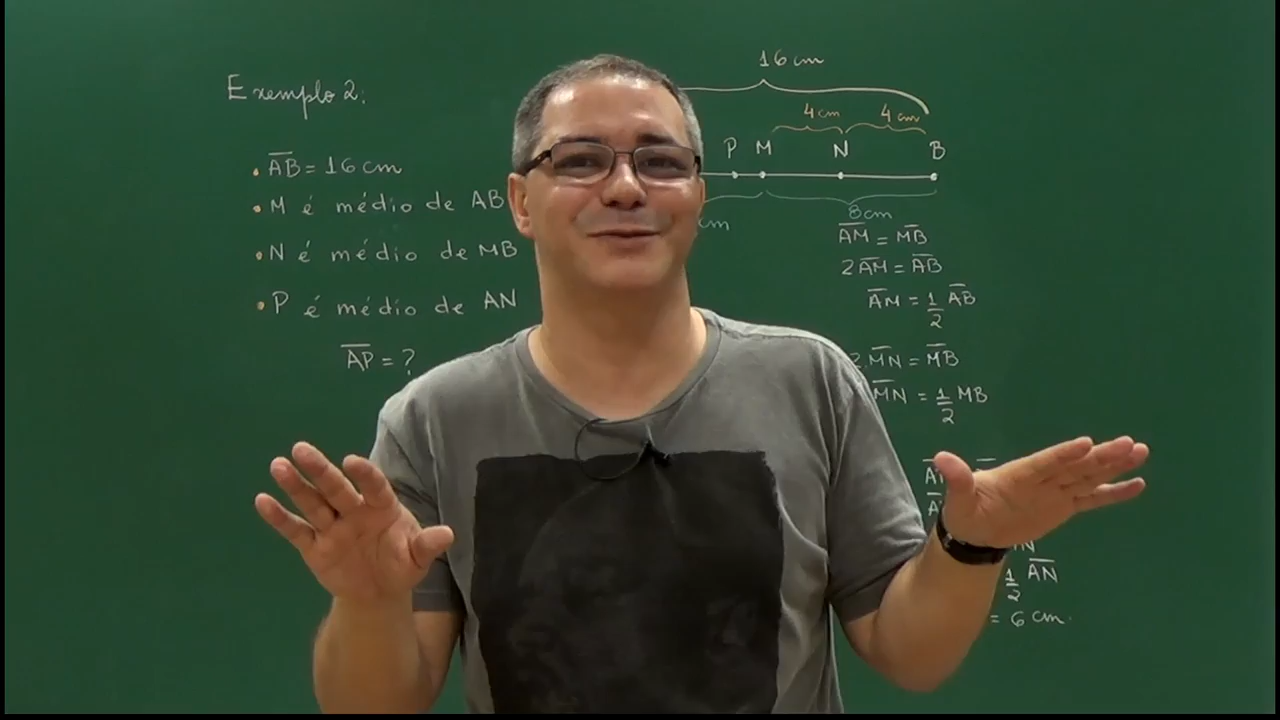 Exemplo 2:
AB = 16 cm
M é médio de AB
N é médio de MB
P é médio de AN
AP = ?
16 cm
4 cm 4 cm
P M N B
cm 8 cm
AM = MB
2AM = AB
AM = 1/2 AB
2.MN = MB
MN = 1/2 MB
1/2 AN
= 6 cm.